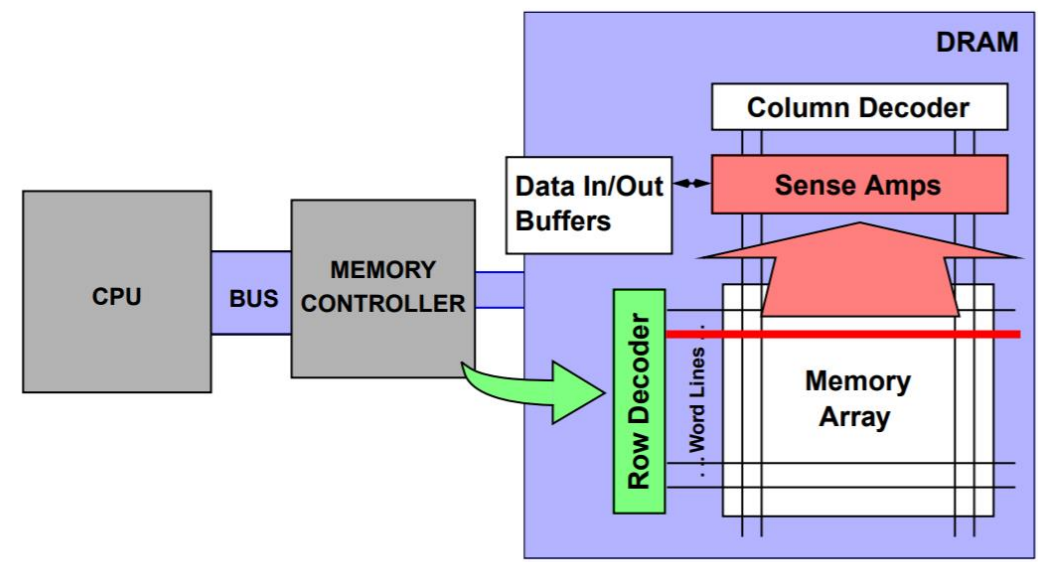 DRAM
Column Decoder
Data In/Out
Buffers
Sense Amps
CPU
BUS
MEMORY
CONTROLLER
Row Decoder
. . . Word Lines . . .
Memory
Array